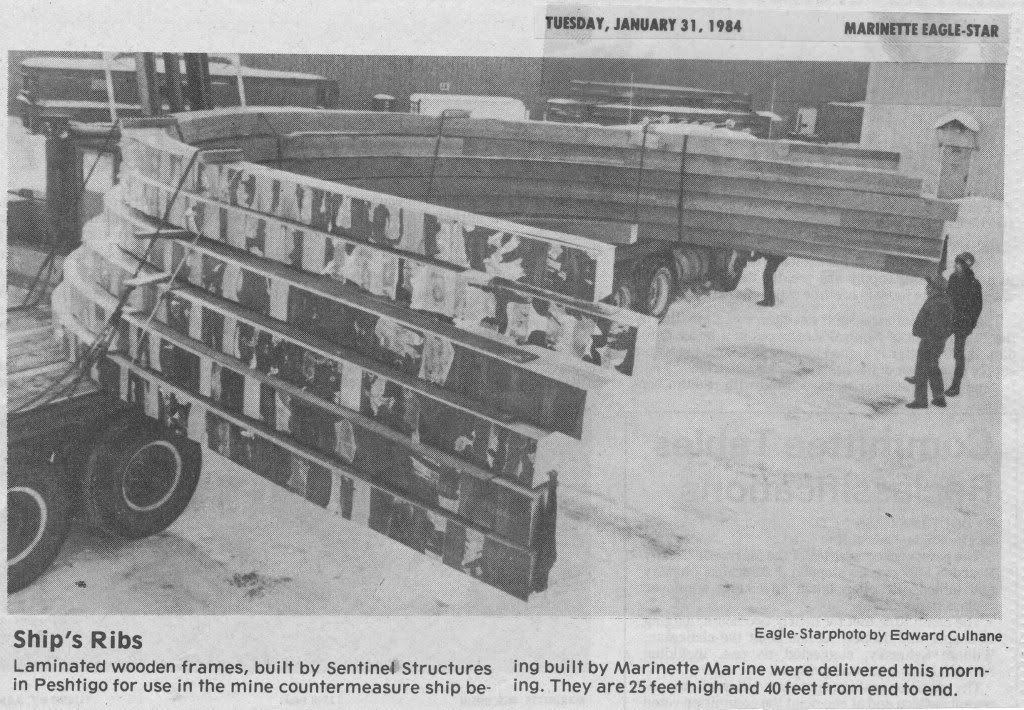 TUESDAY, JANUARY 31, 1984
MARINETTE EAGLE-STAR
Ship's Ribs
Eagle-Starphoto by Edward Culhane
Laminated wooden frames, built by Sentinel Structures
in Peshtigo for use in the mine countermeasure ship be-
ing built by Marinette Marine were delivered this morn-
ing. They are 25 feet high and 40 feet from end to end.